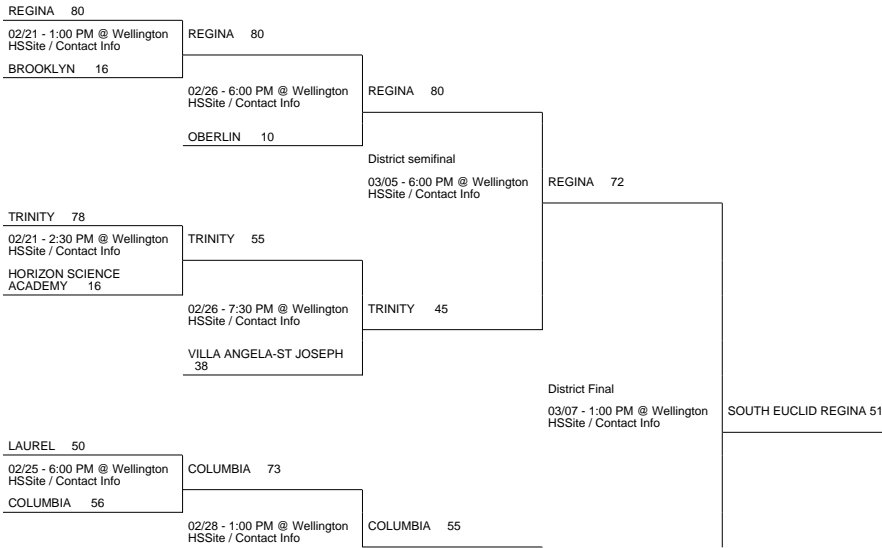 REGINA 80
02/21 - 1:00 PM @ Wellington
HSSite / Contact Info
BROOKLYN 16
REGINA 80
02/26 - 6:00 PM @ Wellington
HSSite / Contact Info
OBERLIN 10
REGINA 80
District semifinal
03/05 - 6:00 PM @ Wellington
HSSite / Contact Info
REGINA 72
TRINITY 78
02/21 - 2:30 PM @ Wellington
HSSite / Contact Info
HORIZON SCIENCE
ACADEMY 16
TRINITY 55
02/26 - 7:30 PM @ Wellington
HSSite / Contact Info
VILLA ANGELA-ST JOSEPH
38
TRINITY 45
District Final
03/07 - 1:00 PM @ Wellington
HSSite / Contact Info
SOUTH EUCLID REGINA 51
LAUREL 50
02/25 - 6:00 PM @ Wellington
HSSite / Contact Info
COLUMBIA 56
COLUMBIA 73
02/28 - 1:00 PM @ Wellington
HSSite / Contact Info
COLUMBIA 55